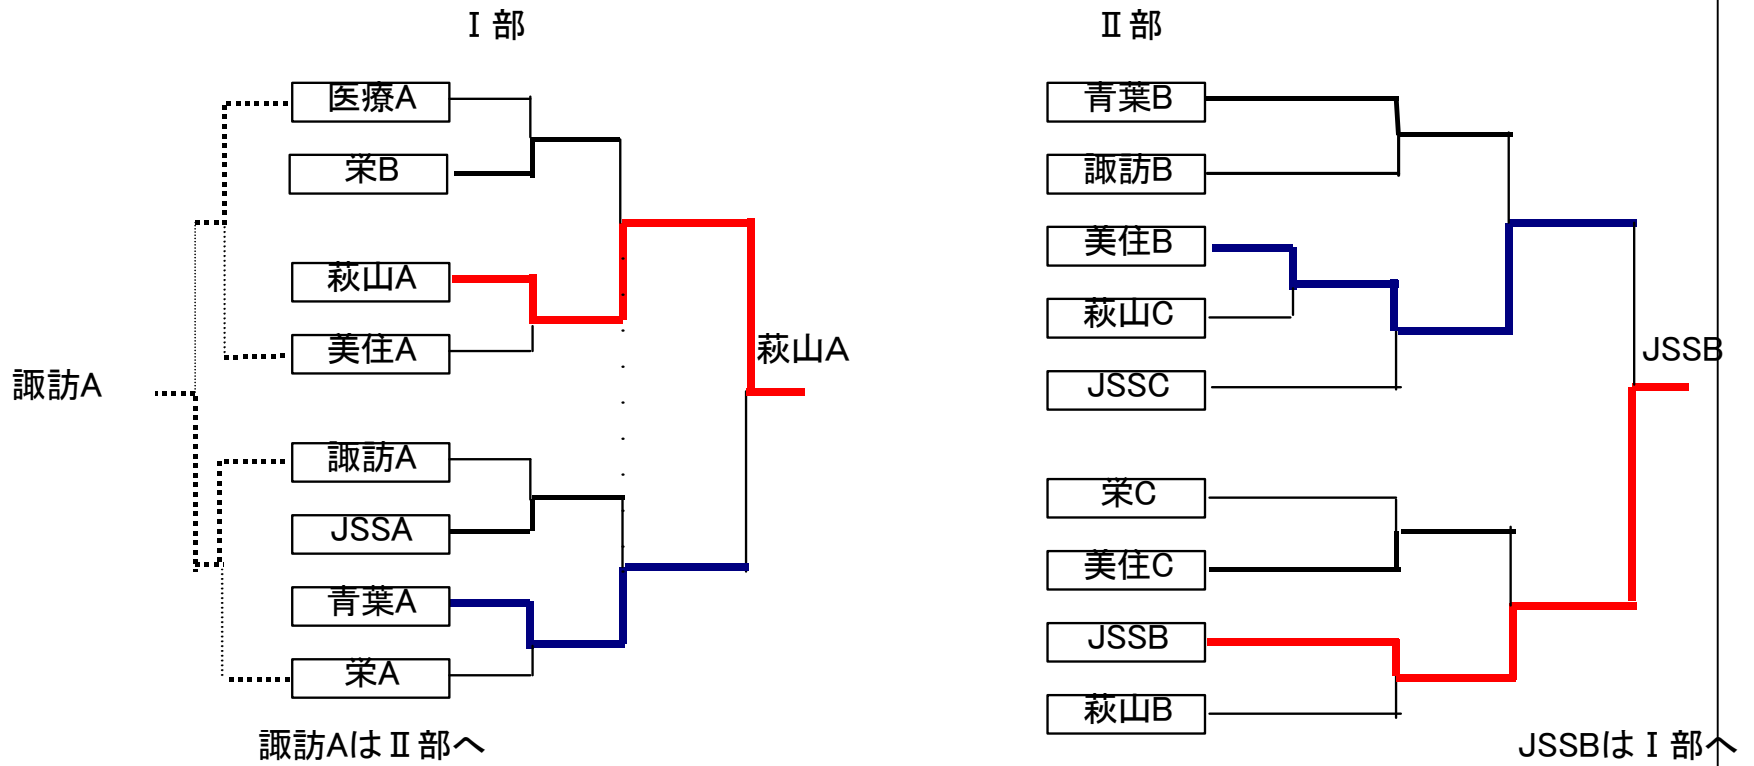 Ⅰ部
医療A
栄B
萩山A
美住A
萩山A
諏訪A
諏訪A
JSSA
青葉A
栄A
諏訪AはⅡ部へ
Ⅱ部
青葉B
諏訪B
美住B
萩山C
JSSC
JSSB
栄C
美住C
JSSB
萩山B
JSSBはⅠ部へ